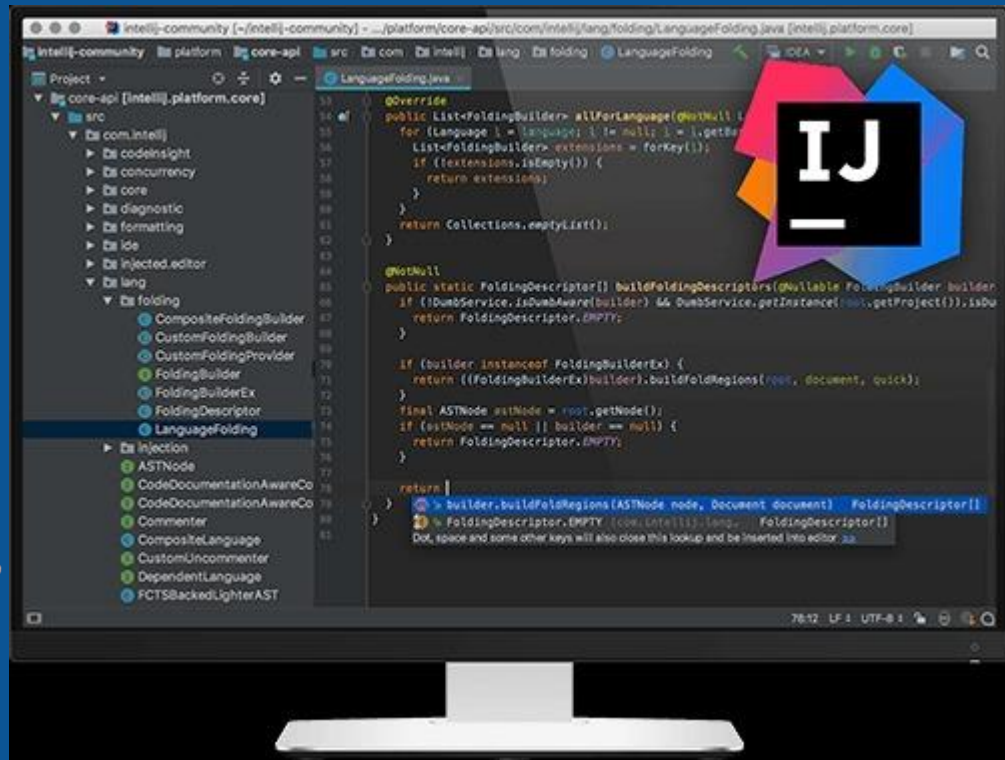 intellij-community [~/intellij-community] - .../platform/core-api/src/com/intellij/lang/folding/LanguageFolding.java [intellij.platform.core]
intellij-community platform core-api src com intellij lang folding LanguageFolding IDEA
Project
LanguageFolding.java
core-api [intellij.platform.core]
src
com.intellij
codeInsight
concurrency
core
diagnostic
formatting
ide
injected.editor
lang
folding
CompositeFoldingBuilder
CustomFoldingBuilder
CustomFoldingProvider
FoldingBuilder
FoldingBuilderEx
FoldingDescriptor
LanguageFolding
injection
ASTNode
CodeDocumentationAwareCo
CodeDocumentationAwareCo
Commenter
CompositeLanguage
CustomUncommenter
DependentLanguage
FCTSBackedLighterAST
@Override
public List<FoldingBuilder> allForLanguage(@NotNull L
for (Language l = language; l != null; l = l.getBa
List<FoldingBuilder> extensions = forKey(l);
if (!extensions.isEmpty()) {
return extensions;
}
}
return Collections.emptyList();
}
@NotNull
public static FoldingDescriptor[] buildFoldingDescriptors(@Nullable FoldingBuilder builder
if (!DumbService.isDumbAware(builder) && DumbService.getInstance(root.getProject()).isDu
return FoldingDescriptor.EMPTY;
}
if (builder instanceof FoldingBuilderEx) {
return ((FoldingBuilderEx)builder).buildFoldRegions(root, document, quick);
}
final ASTNode astNode = root.getNode();
if (astNode == null || builder == null) {
return FoldingDescriptor.EMPTY;
}
return
builder.buildFoldRegions(ASTNode node, Document document) FoldingDescriptor[]
FoldingDescriptor.EMPTY (com.intellij.lang. FoldingDescriptor[]
Dot, space and some other keys will also close this lookup and be inserted into editor >>
}
}
IJ
78:12 LF UTF-8